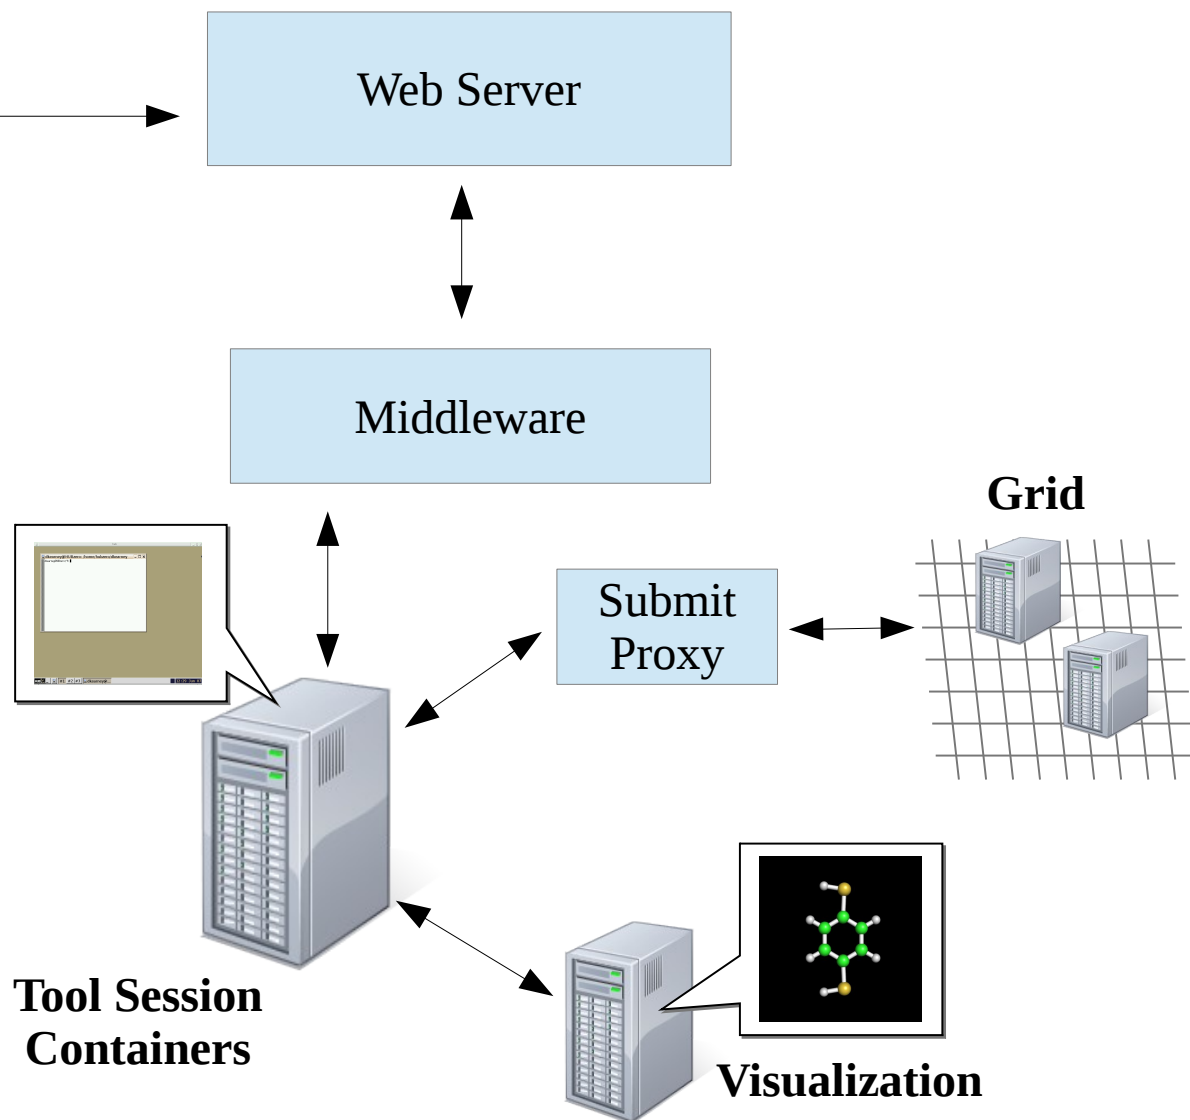 Web Server
Middleware
Grid
Submit
Proxy
Tool Session
Containers
Visualization